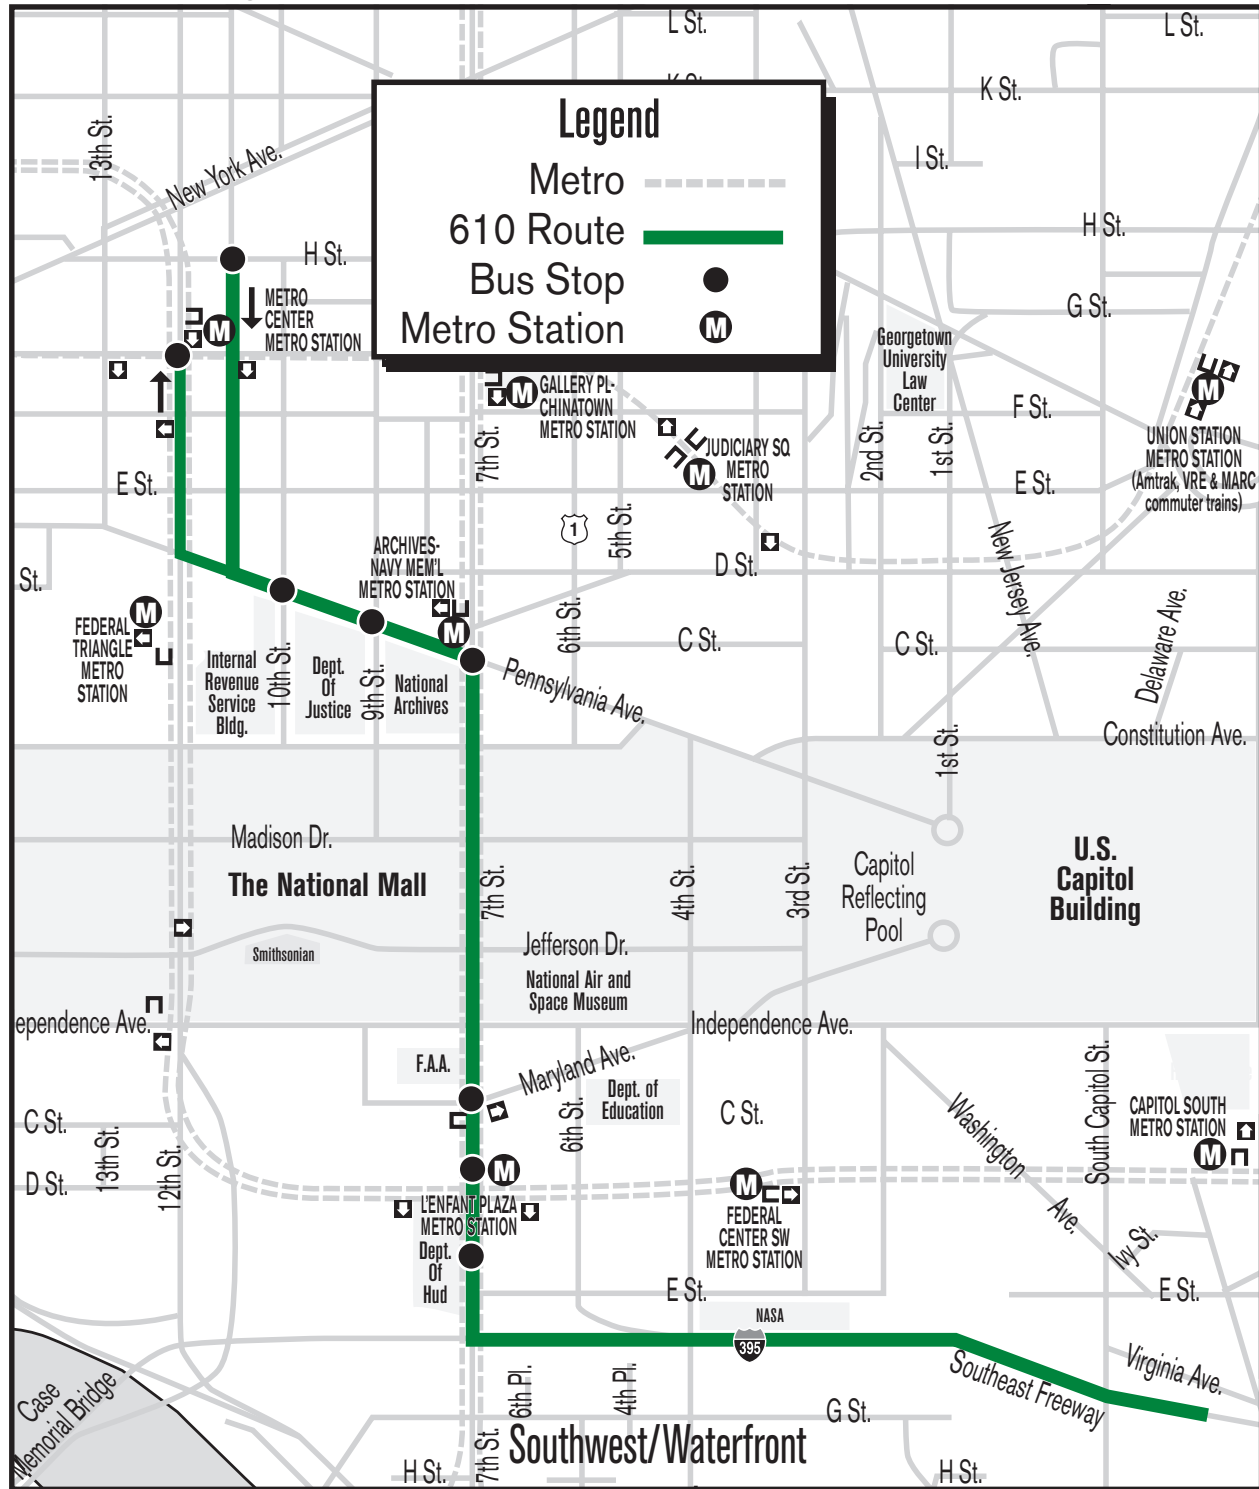 L St.
L St.
K St.
13th St.
New York Ave.
Legend
Metro
610 Route
Bus Stop
Metro Station
M
I St.
H St.
H St.
G St.
METRO
CENTER
METRO STATION
M
M
GALLERY PL-
CHINATOWN
METRO STATION
Georgetown
University
Law
Center
F St.
M
UNION STATION
METRO STATION
(Amtrak, VRE & MARC
commuter trains)
7th St.
JUDICIARY SQ
METRO
STATION
M
2nd St.
1st St.
E St.
E St.
1
5th St.
ARCHIVES-
NAVY MEM'L
METRO STATION
M
D St.
New Jersey Ave.
St.
M
FEDERAL
TRIANGLE
METRO
STATION
6th St.
C St.
C St.
Delaware Ave.
Internal
Revenue
Service
Bldg.
10th St.
Dept.
Of
Justice
9th St.
National
Archives
Pennsylvania Ave.
1st St.
Constitution Ave.
Madison Dr.
The National Mall
7th St.
4th St.
3rd St.
Capitol
Reflecting
Pool
U.S.
Capitol
Building
Smithsonian
Jefferson Dr.
National Air and
Space Museum
ependence Ave.
Independence Ave.
F.A.A.
Maryland Ave.
6th St.
Dept. of
Education
C St.
Washington
Ave.
South Capitol St.
CAPITOL SOUTH
METRO STATION
M
C St.
13th St.
12th St.
D St.
M
L'ENFANT PLAZA
METRO STATION
M
FEDERAL
CENTER SW
METRO STATION
Dept.
Of
Hud
Ivy St.
E St.
E St.
NASA
395
Southeast Freeway
Virginia Ave.
Case
Memorial Bridge
6th Pl.
4th Pl.
G St.
7th St.
Southwest/Waterfront
H St.
H St.